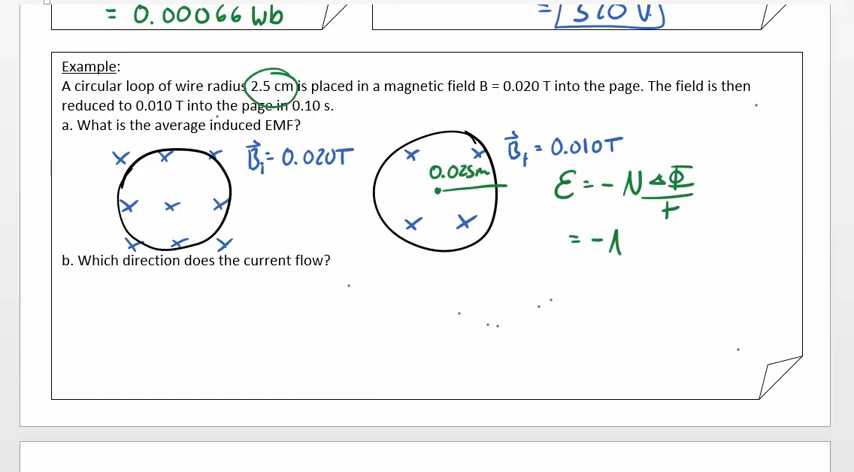 = 0.00066 Wb
= 510 V
Example:
A circular loop of wire radius 2.5 cm is placed in a magnetic field B = 0.020 T into the page. The field is then
reduced to 0.010 T into the page in 0.10 s.
a. What is the average induced EMF?
B⃗i = 0.020T
B⃗f = 0.010T
0.025m
ε = - N ΔΦ / t
= -1
b. Which direction does the current flow?